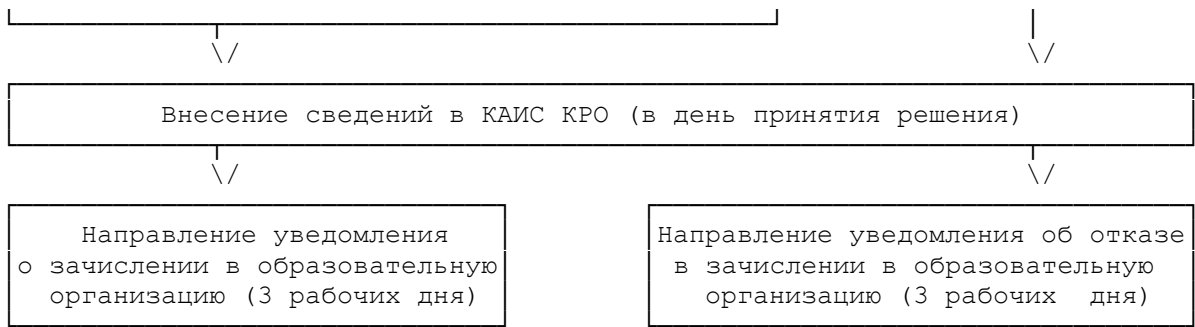 Внесение сведений в КАИС КРО (в день принятия решения)
Направление уведомления
о зачислении в образовательную
организацию (3 рабочих дня)
Направление уведомления об отказе
в зачислении в образовательную
организацию (3 рабочих дня)